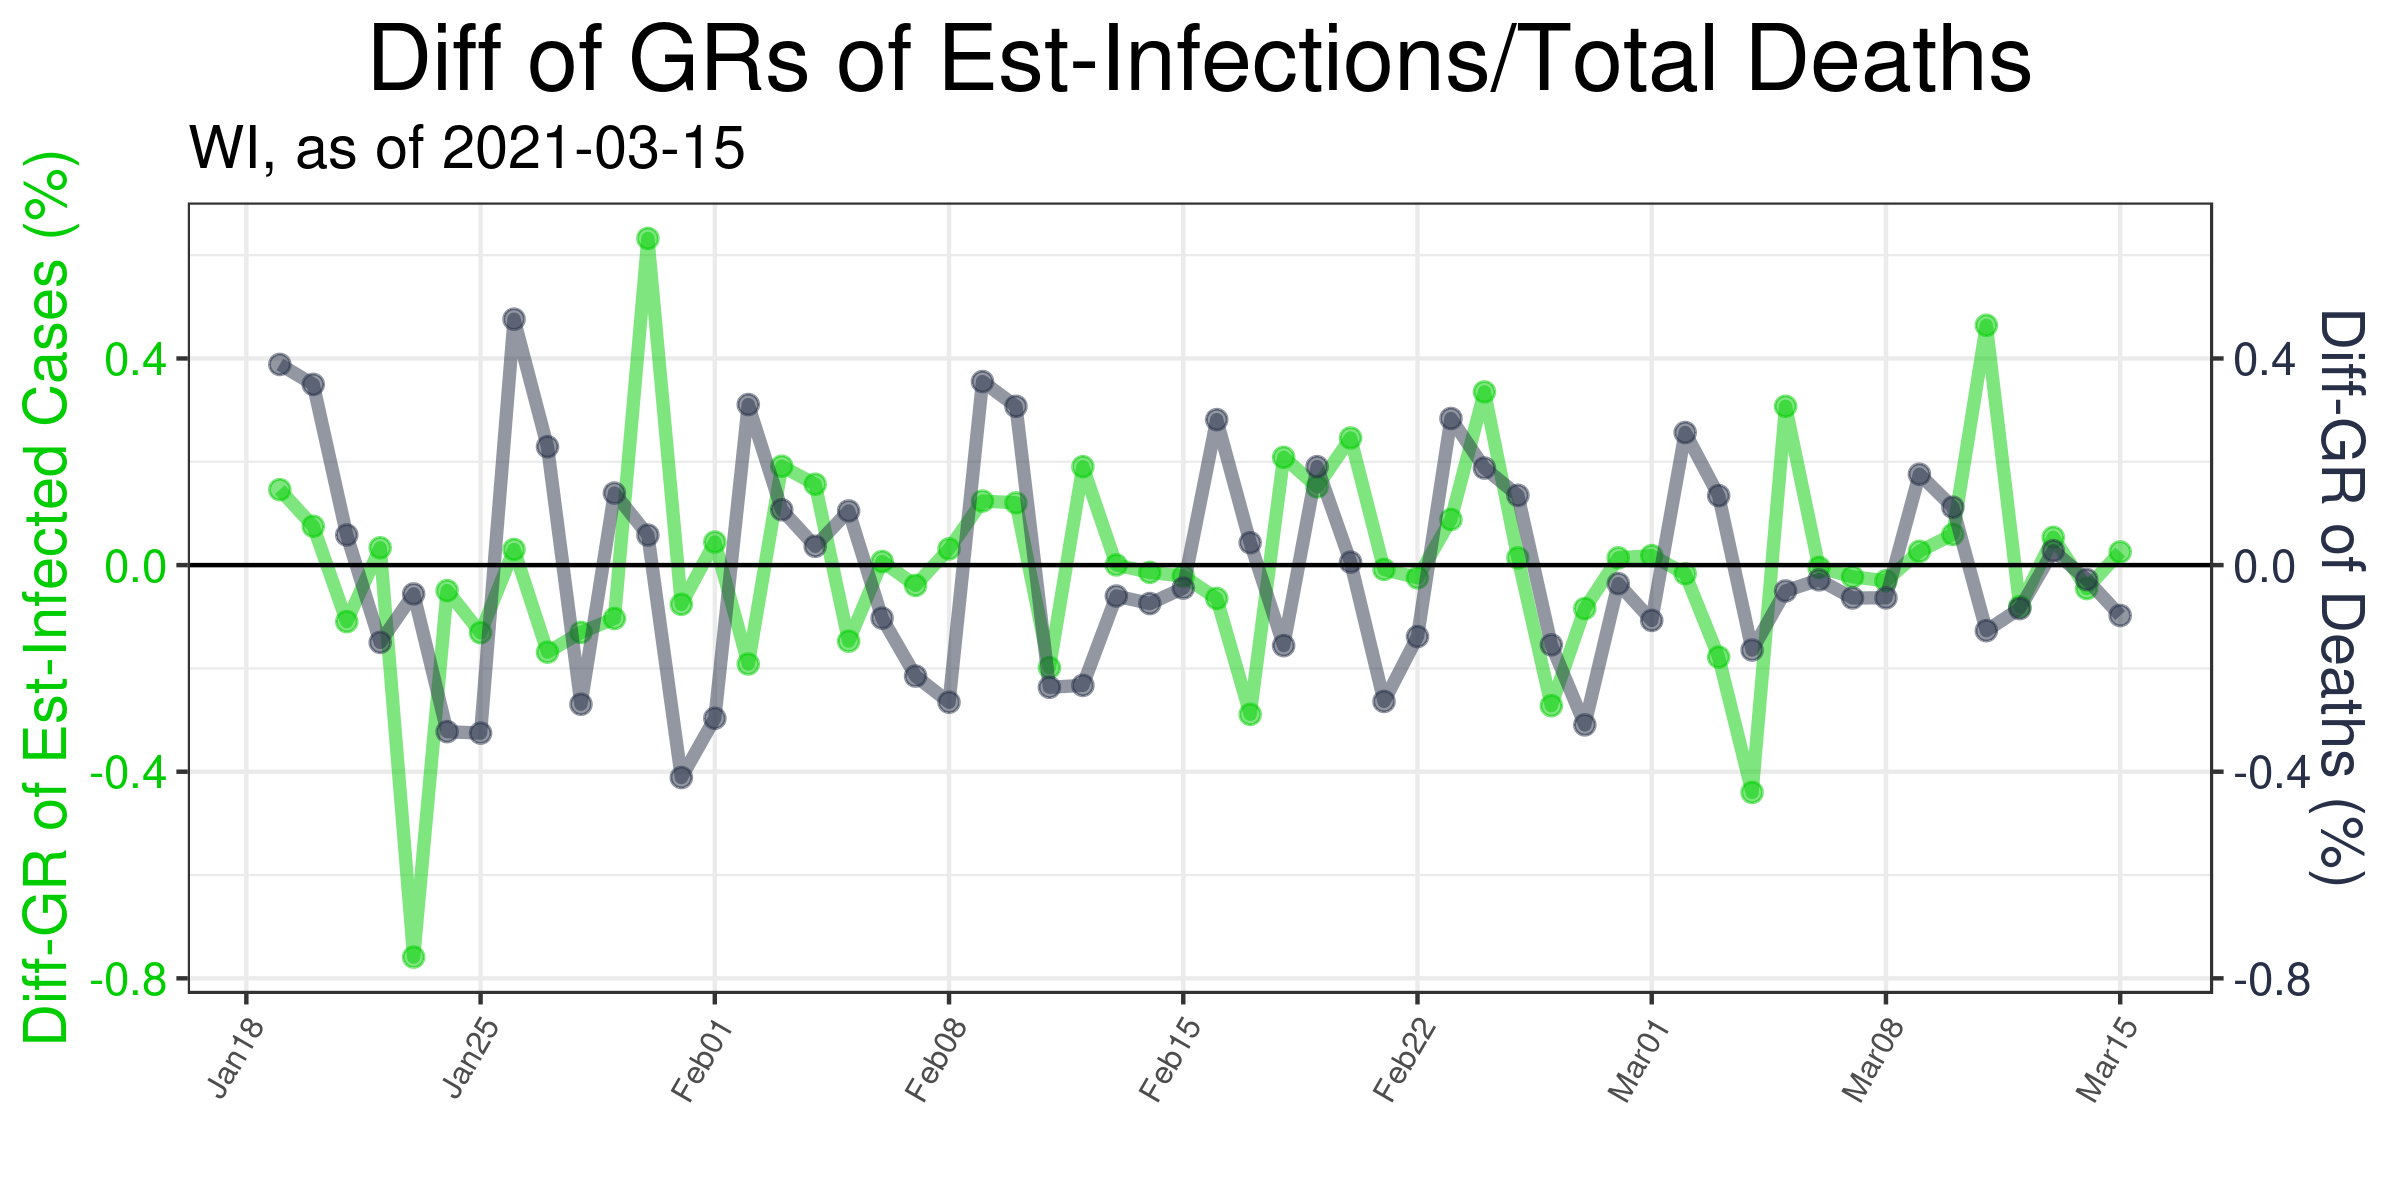 Diff of GRs of Est-Infections/Total Deaths
WI, as of 2021-03-15
Diff-GR of Est-Infected Cases (%)
0.4
0.0
-0.4
-0.8
0.4
0.0
-0.4
-0.8
Diff-GR of Deaths (%)
Jan18
Jan25
Feb01
Feb08
Feb15
Feb22
Mar01
Mar08
Mar15